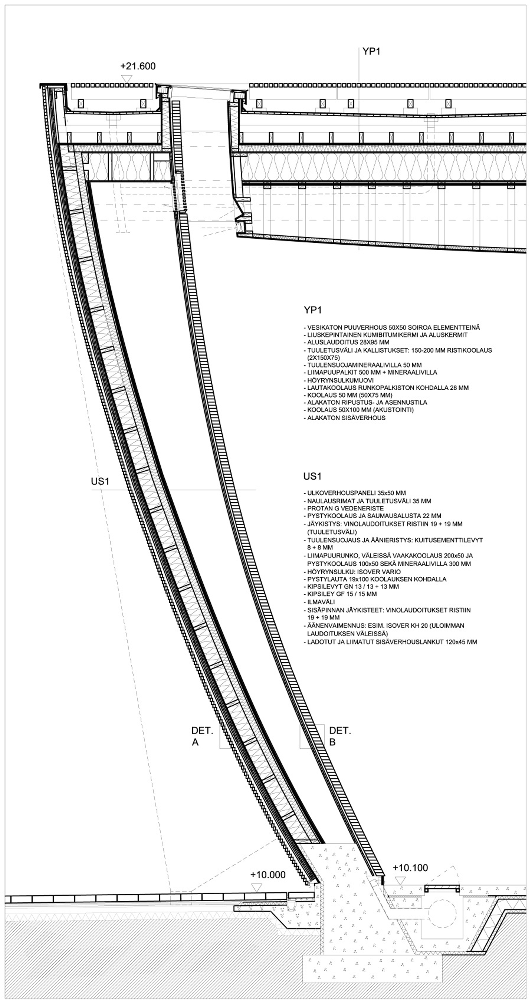 YP1
+21.600
YP1
- VESIKATON PUUVERHOUS 50X50 SOIROA ELEMENTTEINÄ
- LIUSKEPINTAINEN KUMIBITUMIKERMI JA ALUSKERMIT
- ALUSLAUDOITUS 28X95 MM
- TUULETUSVÄLI JA KALLISTUKSET: 150-200 MM RISTIKOOLAUS
(2X150X75)
- TUULENSUOJAMINERAALIVILLA 50 MM
- LIIMAPUUPALKIT 500 MM + MINERAALIVILLA
- HÖYRYNSULKUMUOVI
- LAUTAKOOLAUS RUNKOPALKISTON KOHDALLA 28 MM
- KOOLAUS 50 MM (50X75 MM)
- ALAKATON RIPUSTUS- JA ASENNUSTILA
- KOOLAUS 50X100 MM (AKUSTOINTI)
- ALAKATON SISÄVERHOUS
US1
US1
- ULKOVERHOUSPANELI 35x50 MM
- NAULAUSRIMAT JA TUULETUSVÄLI 35 MM
- PROTAN G VEDENERISTE
- PYSTYKOOLAUS JA SAUMAUSALUSTA 22 MM
- JÄYKISTYS: VINOLAUDOITUKSET RISTIIN 19 + 19 MM
(TUULETUSVÄLI)
- TUULENSUOJAUS JA ÄÄNIERISTYS: KUITUSEMENTTILEVYT
8 + 8 MM
- LIIMAPUURUNKO, VÄLEISSÄ VAAKAKOOLAUS 200x50 JA
PYSTYKOOLAUS 100x50 SEKÄ MINERAALIVILLA 300 MM
- HÖYRYNSULKU: ISOVER VARIO
- PYSTYLAUTA 19x100 KOOLAUKSEN KOHDALLA
- KIPSILEVYT GN 13 / 13 + 13 MM
- KIPSILEY GF 15 / 15 MM
- ILMAVÄLI
- SISÄPINNAN JÄYKISTEET: VINOLAUDOITUKSET RISTIIN
19 + 19 MM
- ÄÄNENVAIMENNUS: ESIM. ISOVER KH 20 (ULOIMMAN
LAUDOITUKSEN VÄLEISSÄ)
- LADOTUT JA LIIMATUT SISÄVERHOUSLANKUT 120x45 MM
DET.
A
DET.
B
+10.000
+10.100